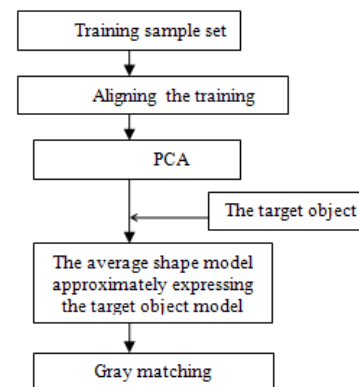 Training sample set
Aligning the training
PCA
The target object
The average shape model
approximately expressing
the target object model
Gray matching